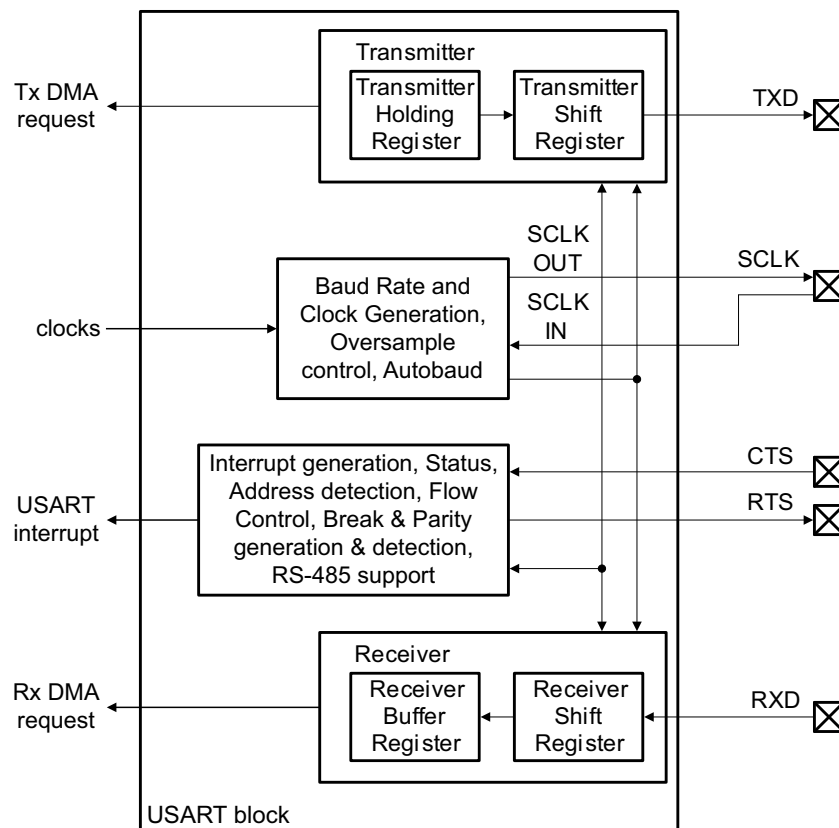 Transmitter
Tx DMA
request
Transmitter
Holding
Register
Transmitter
Shift
Register
TXD
SCLK
OUT
SCLK
clocks
Baud Rate and
Clock Generation,
Oversample
control, Autobaud
SCLK
IN
USART
interrupt
Interrupt generation, Status,
Address detection, Flow
Control, Break & Parity
generation & detection,
RS-485 support
CTS
RTS
Receiver
Rx DMA
request
Receiver
Buffer
Register
Receiver
Shift
Register
RXD
USART block